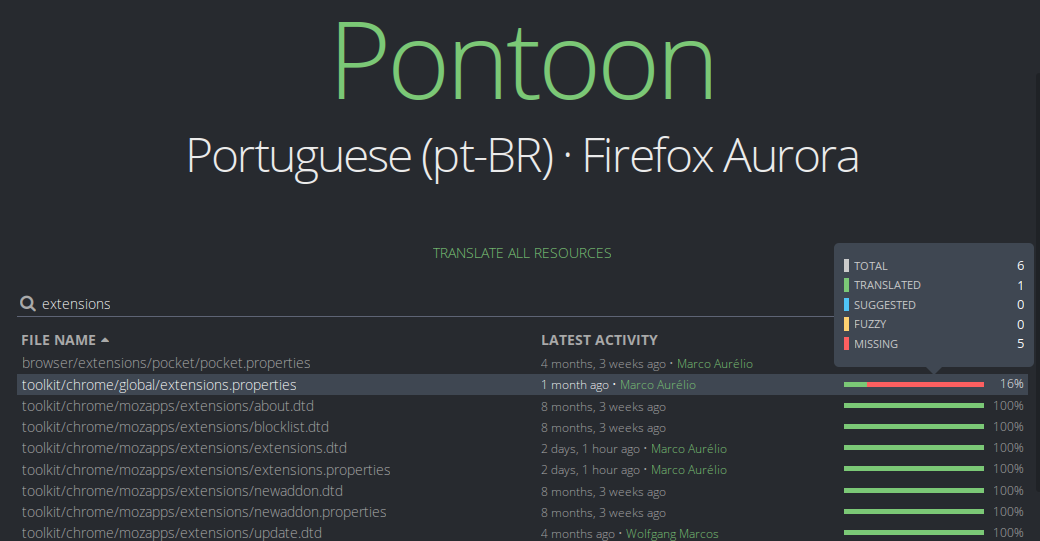 Pontoon
Portuguese (pt-BR) · Firefox Aurora
TRANSLATE ALL RESOURCES
TOTAL 6
TRANSLATED 1
SUGGESTED 0
FUZZY 0
MISSING 5
extensions
FILE NAME LATEST ACTIVITY
browser/extensions/pocket/pocket.properties 4 months, 3 weeks ago • Marco Aurélio
toolkit/chrome/global/extensions.properties 1 month ago • Marco Aurélio 16%
toolkit/chrome/mozapps/extensions/about.dtd 8 months, 3 weeks ago 100%
toolkit/chrome/mozapps/extensions/blocklist.dtd 8 months, 3 weeks ago 100%
toolkit/chrome/mozapps/extensions/extensions.dtd 2 days, 1 hour ago • Marco Aurélio 100%
toolkit/chrome/mozapps/extensions/extensions.properties 2 days, 1 hour ago • Marco Aurélio 100%
toolkit/chrome/mozapps/extensions/newaddon.dtd 8 months, 3 weeks ago 100%
toolkit/chrome/mozapps/extensions/newaddon.properties 8 months, 3 weeks ago 100%
toolkit/chrome/mozapps/extensions/update.dtd 4 months ago • Wolfgang Marcos 100%